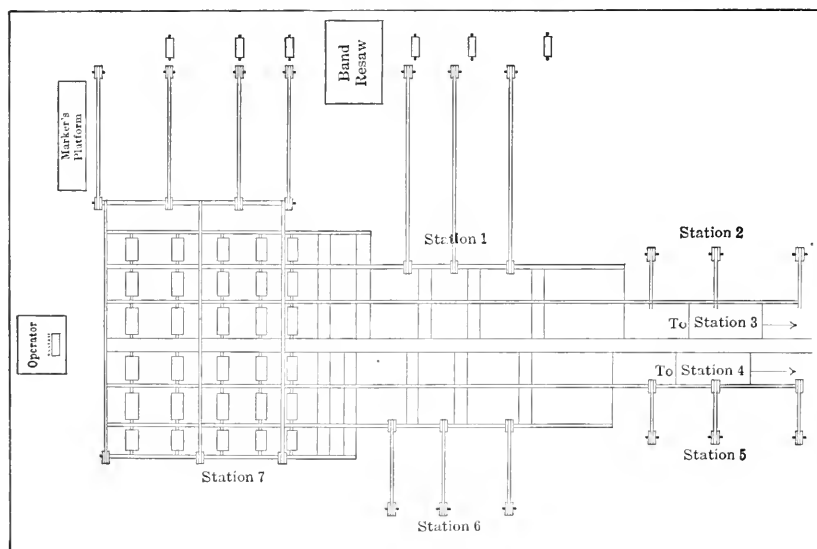 Band
Resaw
Marker's
Platform
Station 1
Station 2
Operator
To Station 3
To Station 4
Station 5
Station 7
Station 6